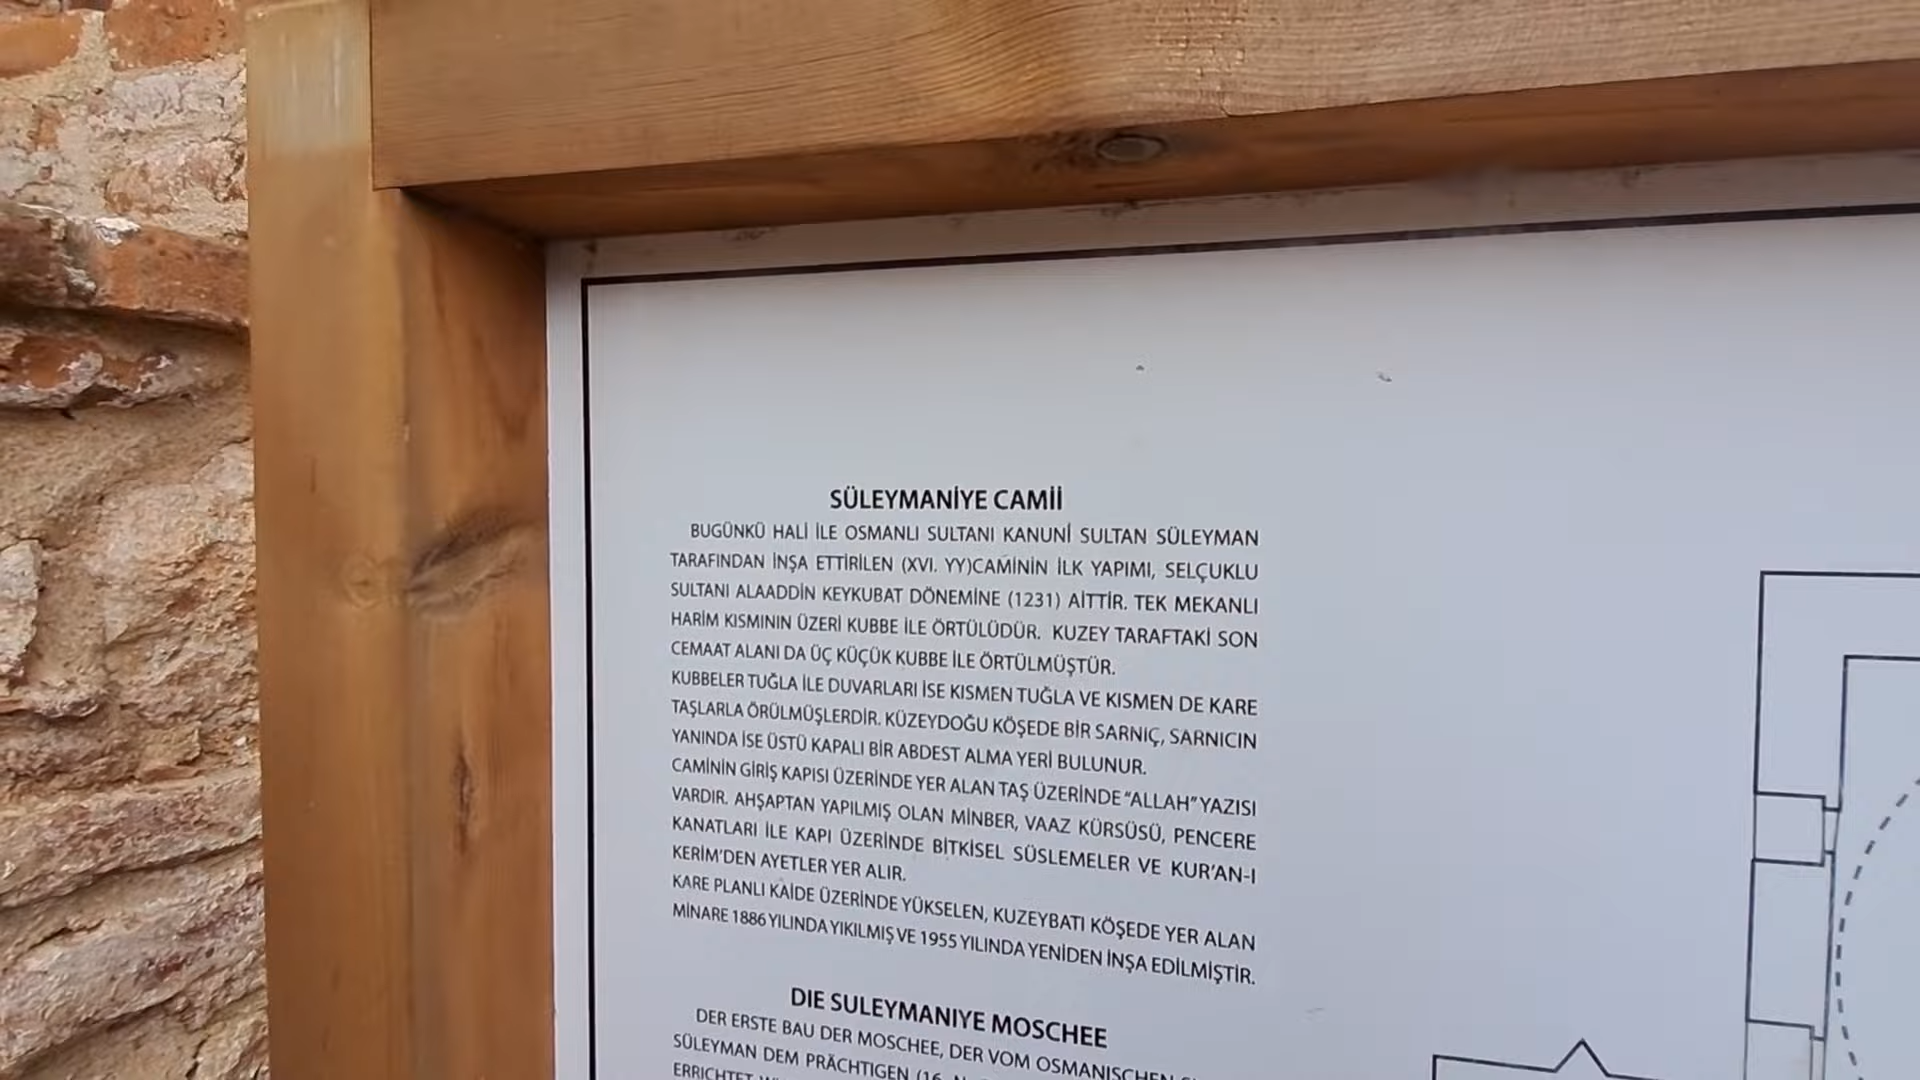 SÜLEYMANİYE CAMİİ
BUGÜNKÜ HALİ İLE OSMANLI SULTANI KANUNİ SULTAN SÜLEYMAN
TARAFINDAN İNŞA ETTİRİLEN (XVI. YY)CAMİNİN İLK YAPIMI, SELÇUKLU
SULTANI ALAADDİN KEYKUBAT DÖNEMİNE (1231) AİTTİR. TEK MEKANLI
HARİM KISMININ ÜZERİ KUBBE İLE ÖRTÜLÜDÜR. KUZEY TARAFTAKİ SON
CEMAAT ALANI DA ÜÇ KÜÇÜK KUBBE İLE ÖRTÜLMÜŞTÜR.
KUBBELER TUĞLA İLE DUVARLARI İSE KISMEN TUĞLA VE KISMEN DE KARE
TAŞLARLA ÖRÜLMÜŞLERDİR. KÜZEYDOĞU KÖŞEDE BİR SARNIÇ, SARNICIN
YANINDA İSE ÜSTÜ KAPALI BİR ABDEST ALMA YERİ BULUNUR.
CAMİNİN GİRİŞ KAPISI ÜZERİNDE YER ALAN TAŞ ÜZERİNDE “ALLAH” YAZISI
VARDIR. AHŞAPTAN YAPILMIŞ OLAN MİNBER, VAAZ KÜRSÜSÜ, PENCERE
KANATLARI İLE KAPI ÜZERİNDE BİTKİSEL SÜSLEMELER VE KUR’AN-I
KERİM’DEN AYETLER YER ALIR.
KARE PLANLI KAİDE ÜZERİNDE YÜKSELEN, KUZEYBATI KÖŞEDE YER ALAN
MİNARE 1886 YILINDA YIKILMIŞ VE 1955 YILINDA YENİDEN İNŞA EDİLMİŞTİR.
DIE SULEYMANIYE MOSCHEE
DER ERSTE BAU DER MOSCHEE, DER VOM OSMANISCHEN
SÜLEYMAN DEM PRÄCHTIGEN (16.
ERRICHTET